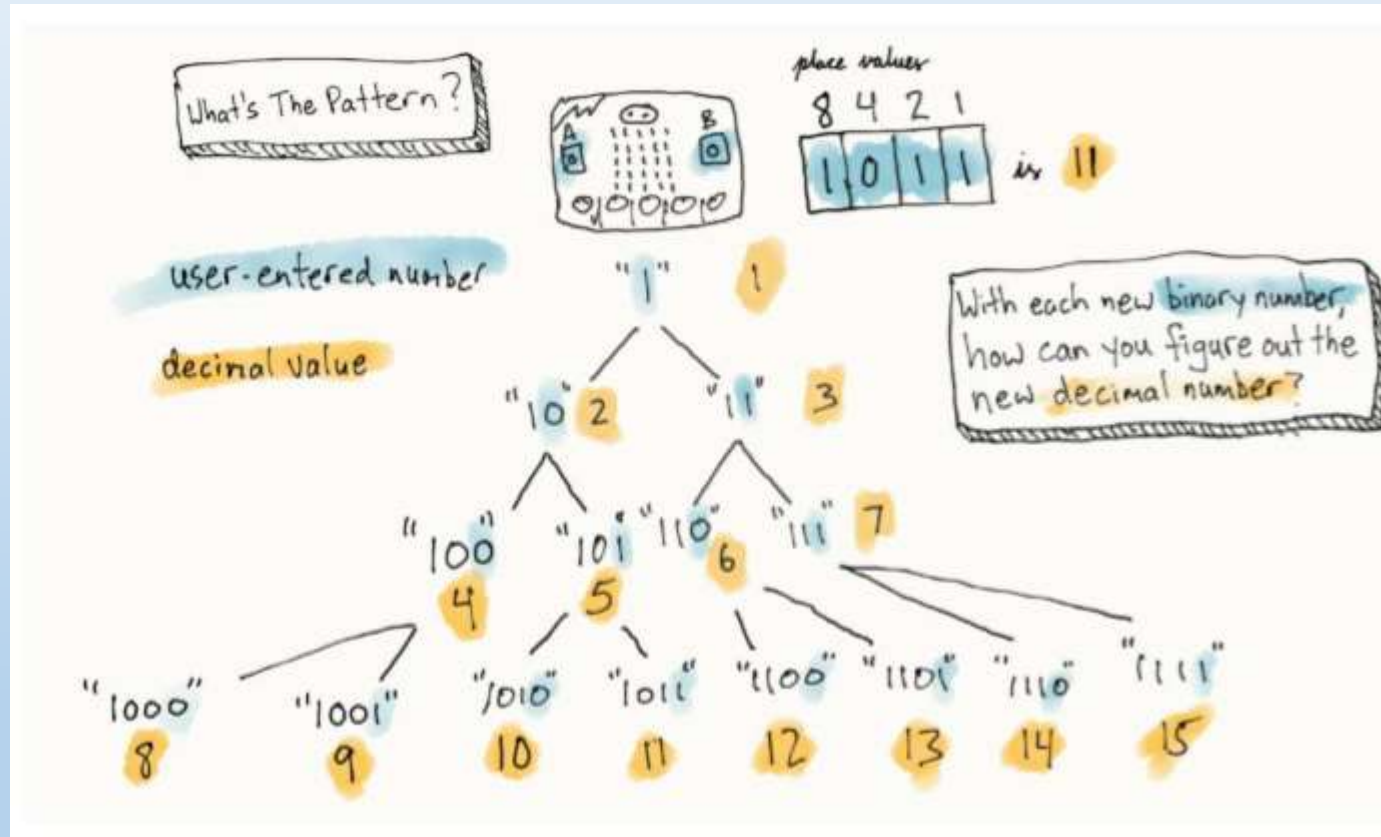 What's The Pattern?
place values
8 4 2 1
A B
1 0 1 1 is 11
user-entered number
"1" 1
With each new binary number,
how can you figure out the
new decimal number?
decimal value
"10" 2 "11" 3
"100" "101" "110" "111" 7
4 5 6
"1000" "1001" "1010" "1011" "1100" "1101" "1110" "1111"
8 9 10 11 12 13 14 15